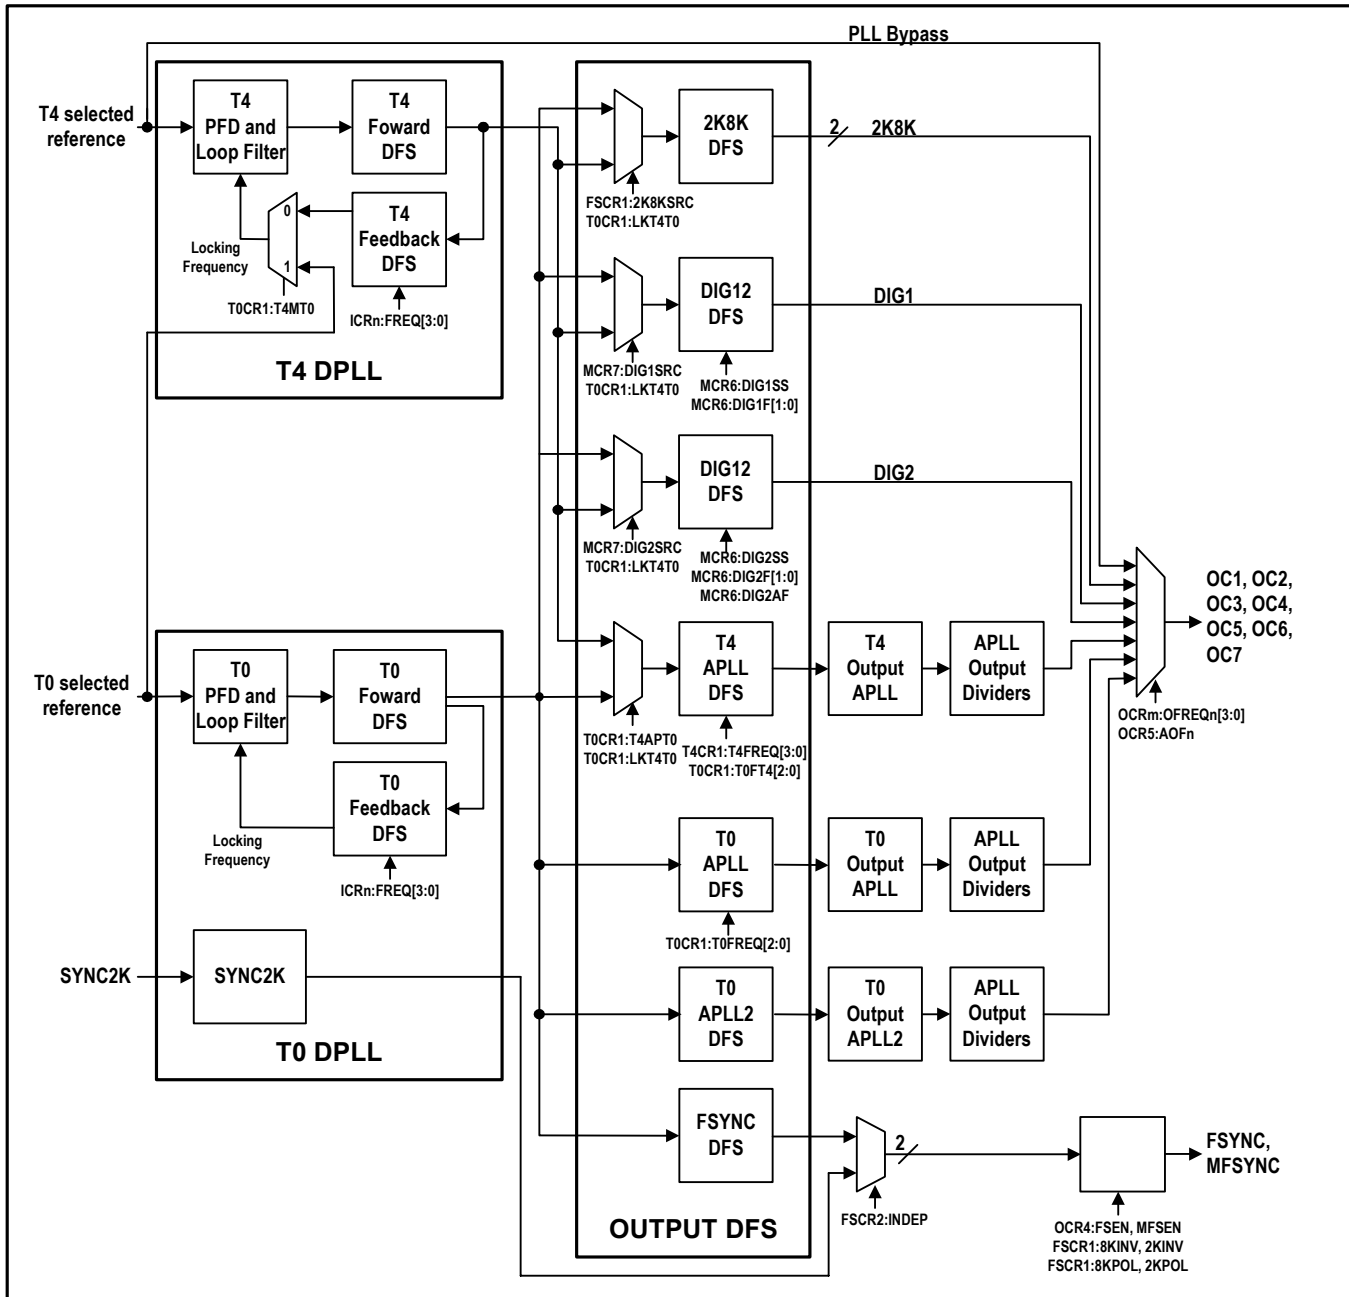 PLL Bypass
T4 selected
reference
T4
PFD and
Loop Filter
T4
Foward
DFS
T4
Feedback
DFS
0
1
Locking
Frequency
T0CR1:T4MT0
ICRn:FREQ[3:0]
T4 DPLL
2K8K
DFS
2
2K8K
FSCR1:2K8KSRC
T0CR1:LKT4T0
DIG12
DFS
DIG1
MCR7:DIG1SRC
T0CR1:LKT4T0
MCR6:DIG1SS
MCR6:DIG1F[1:0]
DIG12
DFS
DIG2
MCR7:DIG2SRC
T0CR1:LKT4T0
MCR6:DIG2SS
MCR6:DIG2F[1:0]
MCR6:DIG2AF
OC1, OC2,
OC3, OC4,
OC5, OC6,
OC7
OCRm:OFREQn[3:0]
OCR5:AOFn
T0 selected
reference
T0
PFD and
Loop Filter
T0
Foward
DFS
T0
Feedback
DFS
Locking
Frequency
ICRn:FREQ[3:0]
SYNC2K
SYNC2K
T0 DPLL
T4
APLL
DFS
T4
Output
APLL
APLL
Output
Dividers
T0CR1:T4APT0
T0CR1:LKT4T0
T4CR1:T4FREQ[3:0]
T0CR1:T0FT4[2:0]
T0
APLL
DFS
T0
Output
APLL
APLL
Output
Dividers
T0CR1:T0FREQ[2:0]
T0
APLL2
DFS
T0
Output
APLL2
APLL
Output
Dividers
FSYNC
DFS
2
FSYNC,
MFSYNC
FSCR2:INDEP
OUTPUT DFS
OCR4:FSEN, MFSEN
FSCR1:8KINV, 2KINV
FSCR1:8KPOL, 2KPOL